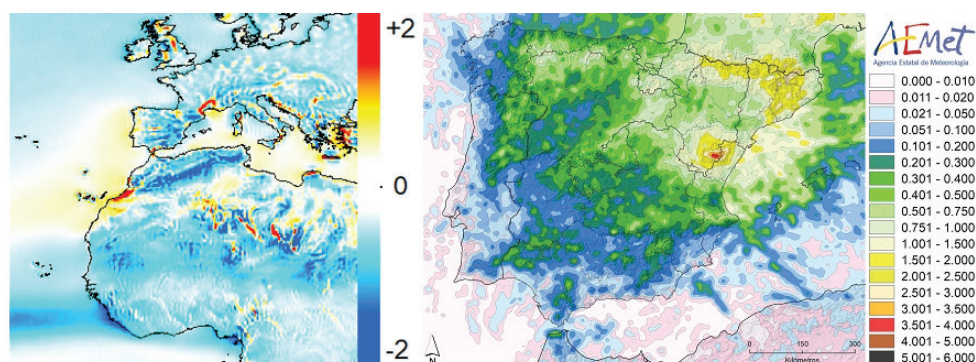 +2
0
-2
AEmet
Agencia Estatal de Meteorología
0.000 - 0.010
0.011 - 0.020
0.021 - 0.050
0.051 - 0.100
0.101 - 0.200
0.201 - 0.300
0.301 - 0.400
0.401 - 0.500
0.501 - 0.750
0.751 - 1.000
1.001 - 1.500
1.501 - 2.000
2.001 - 2.500
2.501 - 3.000
3.001 - 3.500
3.501 - 4.000
4.001 - 5.000
5.001 - 6.000
N
0
150
300
Kilómetros